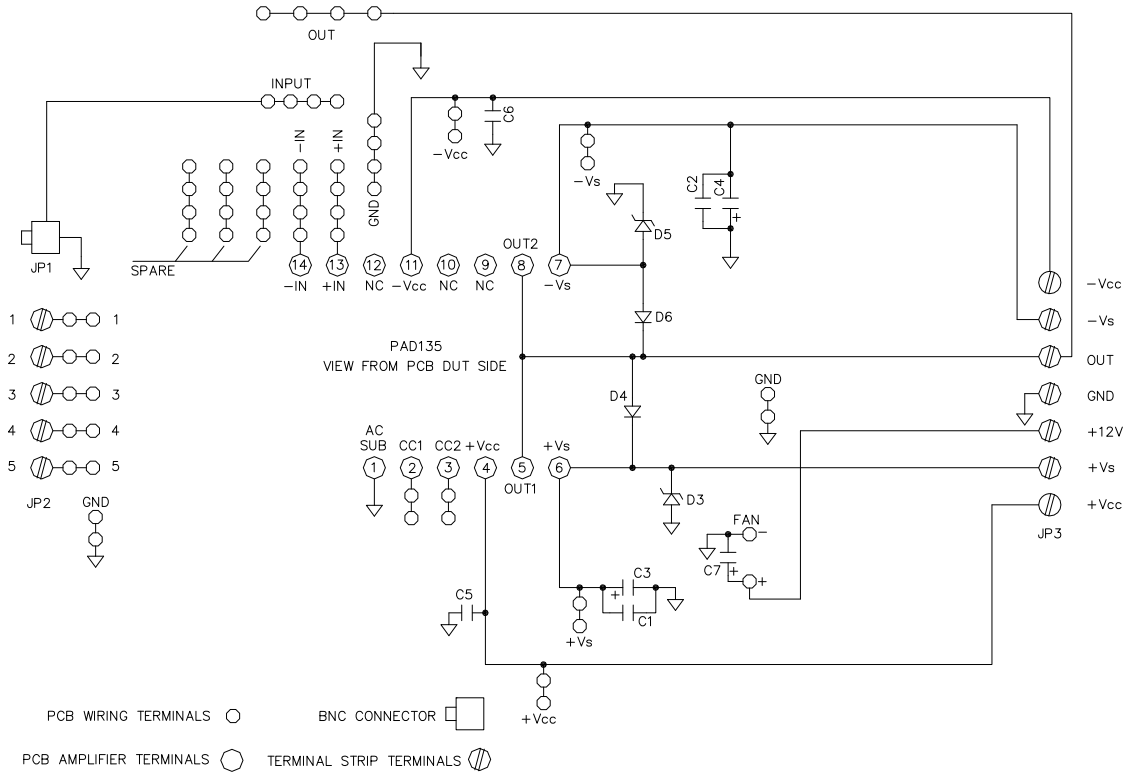 OUT
INPUT
-IN
+IN
GND
-Vcc
C6
-Vs
C2
C4
+
D5
OUT2
JP1
SPARE
14
13
12
11
10
9
8
7
-IN
+IN
NC
-Vcc
NC
NC
-Vs
-Vcc
D6
1
1
-Vs
PAD135
VIEW FROM PCB DUT SIDE
2
2
OUT
3
3
D4
GND
GND
4
4
AC
SUB
CC1
CC2
+Vcc
+Vs
+12V
5
5
1
2
3
4
5
6
+Vs
OUT1
JP2
GND
D3
+Vcc
FAN
-
JP3
C7
+
+
C5
C3
+
C1
+Vs
+Vcc
PCB WIRING TERMINALS
BNC CONNECTOR
PCB AMPLIFIER TERMINALS
TERMINAL STRIP TERMINALS